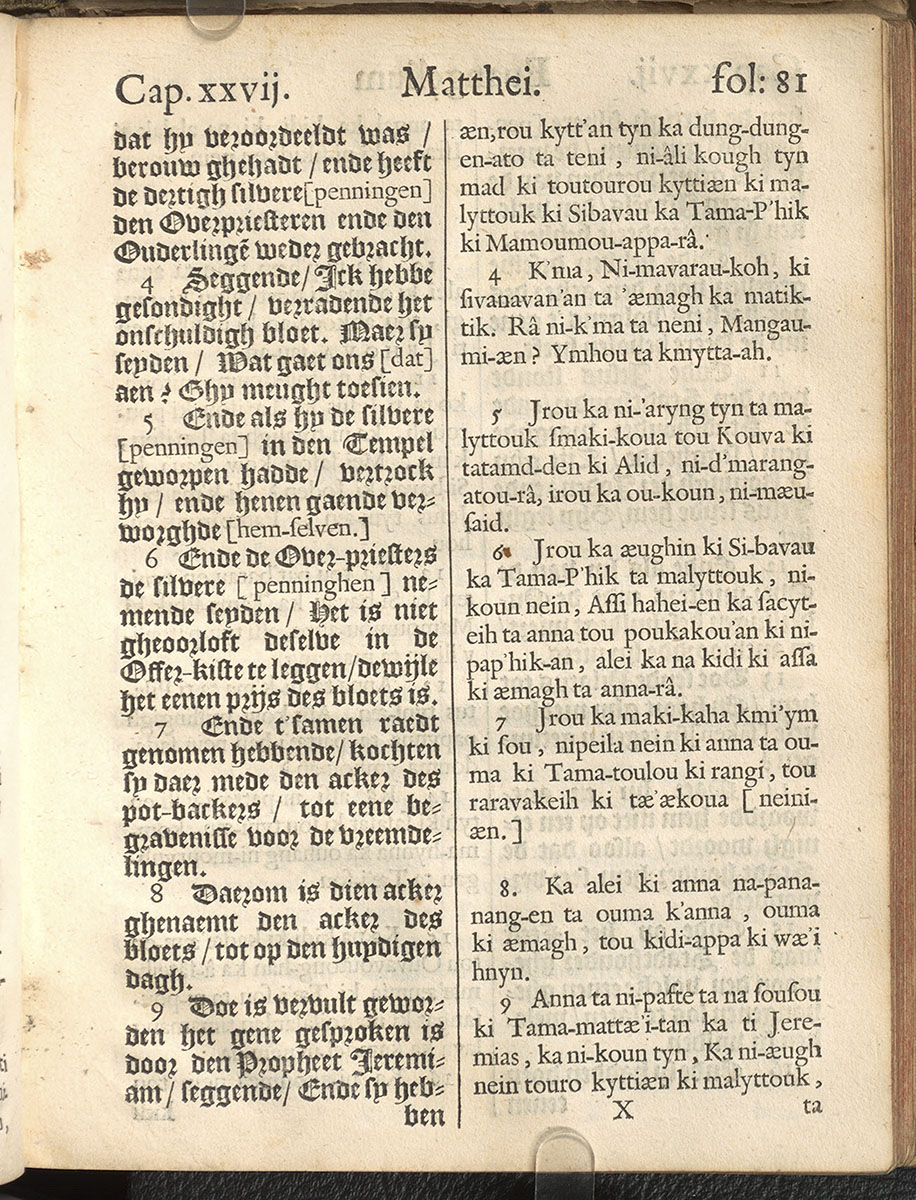 Cap. xxvij. Matthei. fol: 81
dat hy veroordeeldt was /
berouw ghehadt / ende heeft
de dertigh silvere [penningen]
den Overpriesteren ende den
Ouderlingẽ weder gebracht.
4 Seggende / Ick hebbe
gesondight / verradende het
onschuldigh bloet. Maer sy
seyden / Wat gaet ons [dat]
aen? Ghy meught toesien.
5 Ende als hy de silvere
[penningen] in den Tempel
geworpen hadde / vertrock
hy / ende henen gaende ver-
worghde [hem-selven.]
6 Ende de Over-priesters
de silvere [ penninghen ] ne-
mende seyden / Het is niet
gheoorloft deselve in de
Offer-kiste te leggen / dewijle
het eenen prijs des bloets is.
7 Ende t'samen raedt
genomen hebbende / kochten
sy daer mede den acker des
pot-backers / tot eene be-
gravenisse voor de vreemde-
lingen.
8 Daerom is dien acker
ghenaemt den acker des
bloets / tot op den huydigen
dagh.
9 Doe is vervult gewor-
den het gene gesproken is
door den Propheet Jeremi-
am / seggende / Ende sy heb-
ben
æn, rou kytt'an tyn ka dung-dung-
en-ato ta teni , ni-âli kough tyn
mad ki toutourou kyttiæn ki ma-
lyttouk ki Sibavau ka Tama-P'hik
ki Mamoumou-appa-râ.
4 K'ma, Ni-mavarau-koh, ki
ſivanavan'an ta 'æmagh ka matik-
tik. Râ ni-k'ma ta neni, Mangau-
mi-æn? Ymhou ta kmytta-ah.
5 Jrou ka ni-'aryng tyn ta ma-
lyttouk ſmaki-koua tou Kouva ki
tatamd-den ki Alid, ni-d'marang-
atou-râ, irou ka ou-koun, ni-mæu-
ſaid.
6 Jrou ka æughin ki Si-bavau
ka Tama-P'hik ta malyttouk, ni-
koun nein, Aſſi hahei-en ka ſacyt-
eih ta anna tou poukakou'an ki ni-
pap'hik-an, alei ka na kidi ki aſſa
ki æmagh ta anna-râ.
7 Jrou ka maki-kaha kmi'ym
ki ſou, nipeila nein ki anna ta ou-
ma ki Tama-toulou ki rangi, tou
raravakeih ki tæ'ækoua [ neini-
æn. ]
8. Ka alei ki anna na-pana-
nang-en ta ouma k'anna , ouma
ki æmagh, tou kidi-appa ki wæ'i
hnyn.
9 Anna ta ni-paſte ta na ſouſou
ki Tama-mattæ'i-tan ka ti Jere-
mias, ka ni-koun tyn, Ka ni-æugh
nein touro kyttiæn ki malyttouk,
X ta